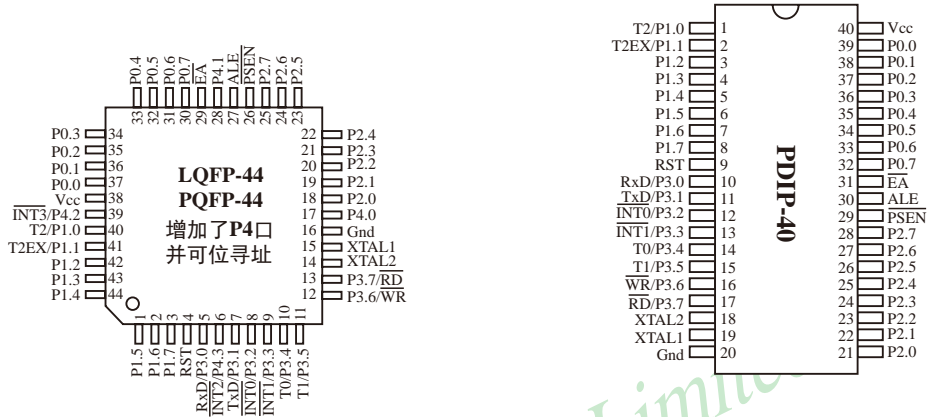 P0.4
P0.5
P0.6
P0.7
EA
P4.1
ALE
PSEN
P2.7
P2.6
P2.5
33
32
31
30
29
28
27
26
25
24
23
P0.3 34
P0.2 35
P0.1 36
P0.0 37
Vcc 38
INT3/P4.2 39
T2/P1.0 40
T2EX/P1.1 41
P1.2 42
P1.3 43
P1.4 44
LQFP-44
PQFP-44
增加了P4口
并可位寻址
22 P2.4
21 P2.3
20 P2.2
19 P2.1
18 P2.0
17 P4.0
16 Gnd
15 XTAL1
14 XTAL2
13 P3.7/RD
12 P3.6/WR
1
2
3
4
5
6
7
8
9
10
11
P1.5
P1.6
P1.7
RST
RxD/P3.0
INT2/P4.3
TxD/P3.1
INT0/P3.2
INT1/P3.3
T0/P3.4
T1/P3.5
T2/P1.0 1
T2EX/P1.1 2
P1.2 3
P1.3 4
P1.4 5
P1.5 6
P1.6 7
P1.7 8
RST 9
RxD/P3.0 10
TxD/P3.1 11
INT0/P3.2 12
INT1/P3.3 13
T0/P3.4 14
T1/P3.5 15
WR/P3.6 16
RD/P3.7 17
XTAL2 18
XTAL1 19
Gnd 20
PDIP-40
40 Vcc
39 P0.0
38 P0.1
37 P0.2
36 P0.3
35 P0.4
34 P0.5
33 P0.6
32 P0.7
31 EA
30 ALE
29 PSEN
28 P2.7
27 P2.6
26 P2.5
25 P2.4
24 P2.3
23 P2.2
22 P2.1
21 P2.0